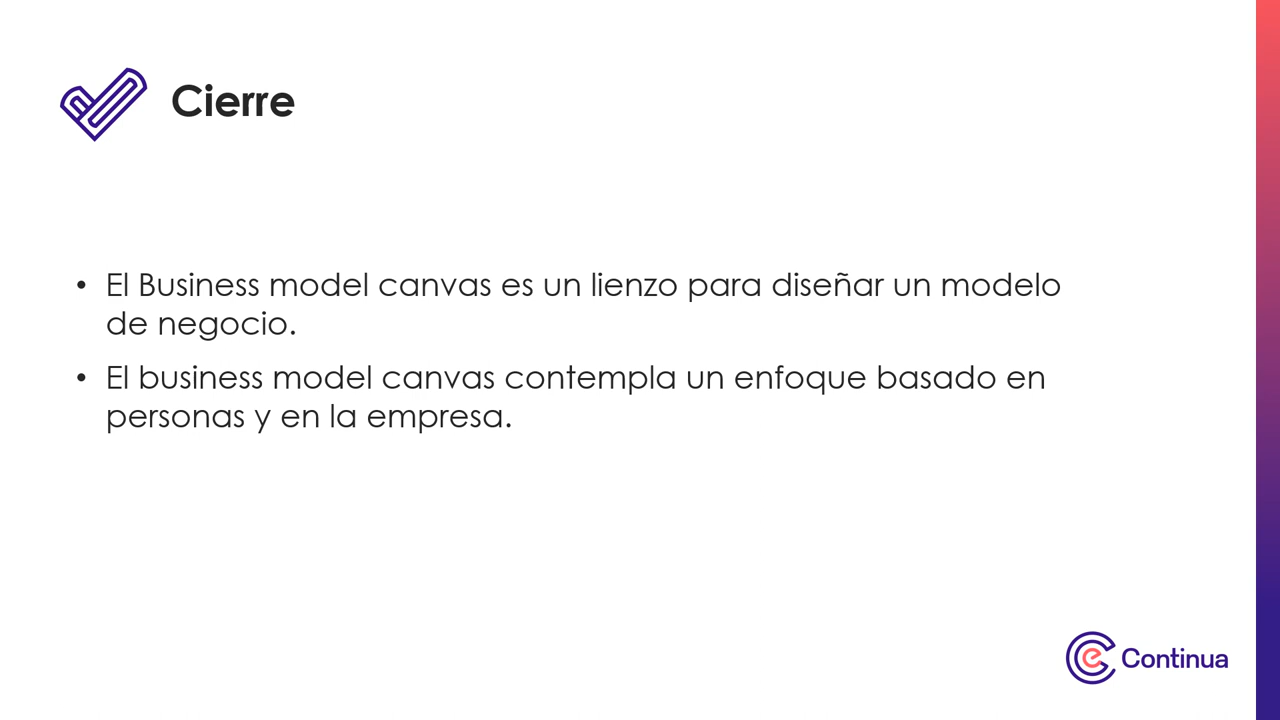 Cierre
• El Business model canvas es un lienzo para diseñar un modelo
de negocio.
• El business model canvas contempla un enfoque basado en
personas y en la empresa.
Continua